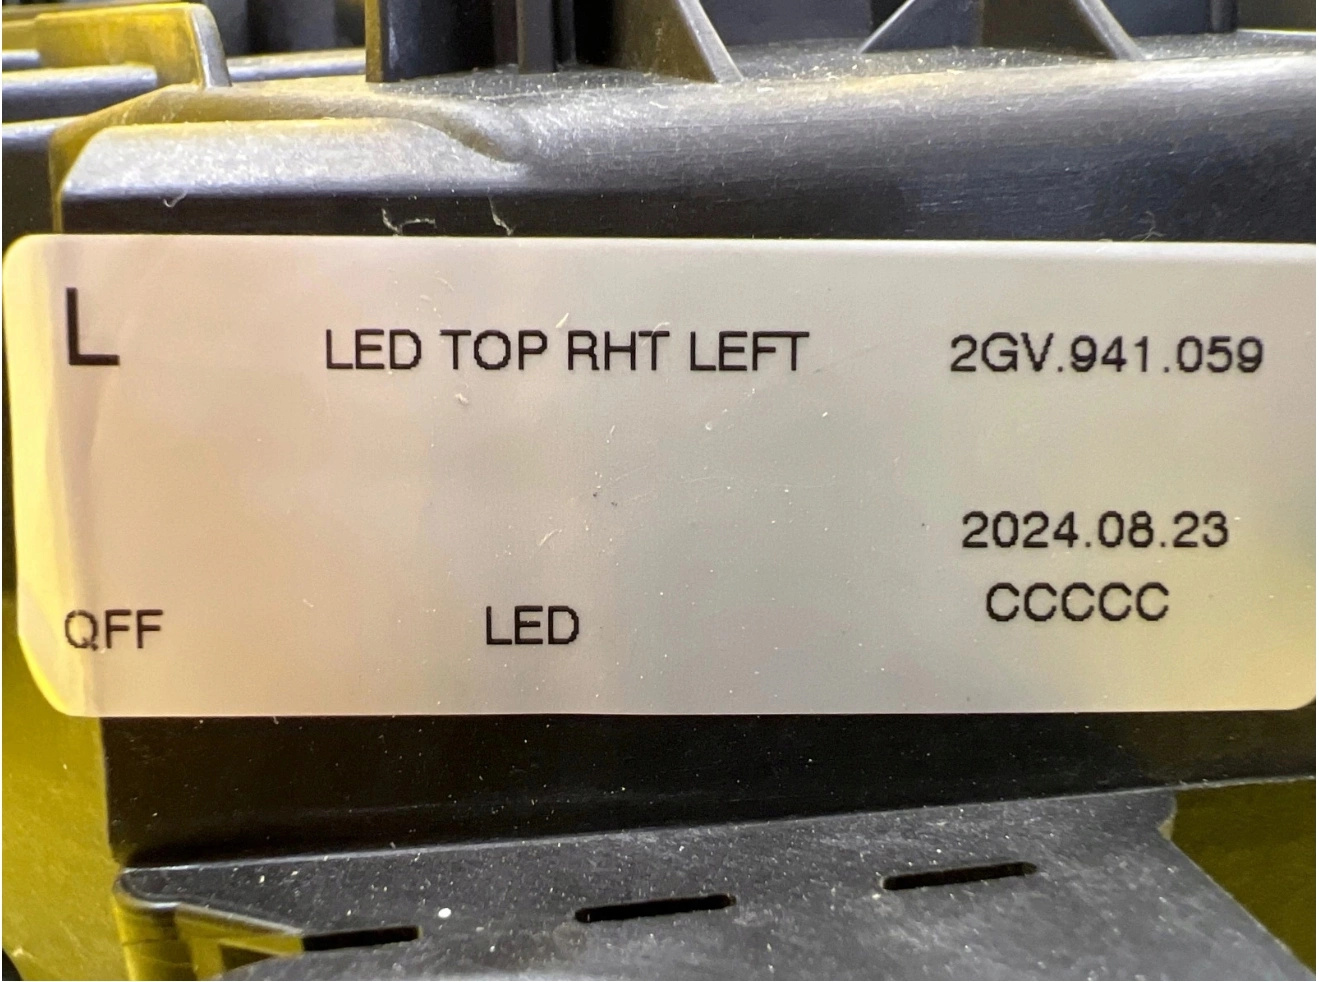 L LED TOP RHT LEFT 2GV.941.059
2024.08.23
QFF LED CCCCC